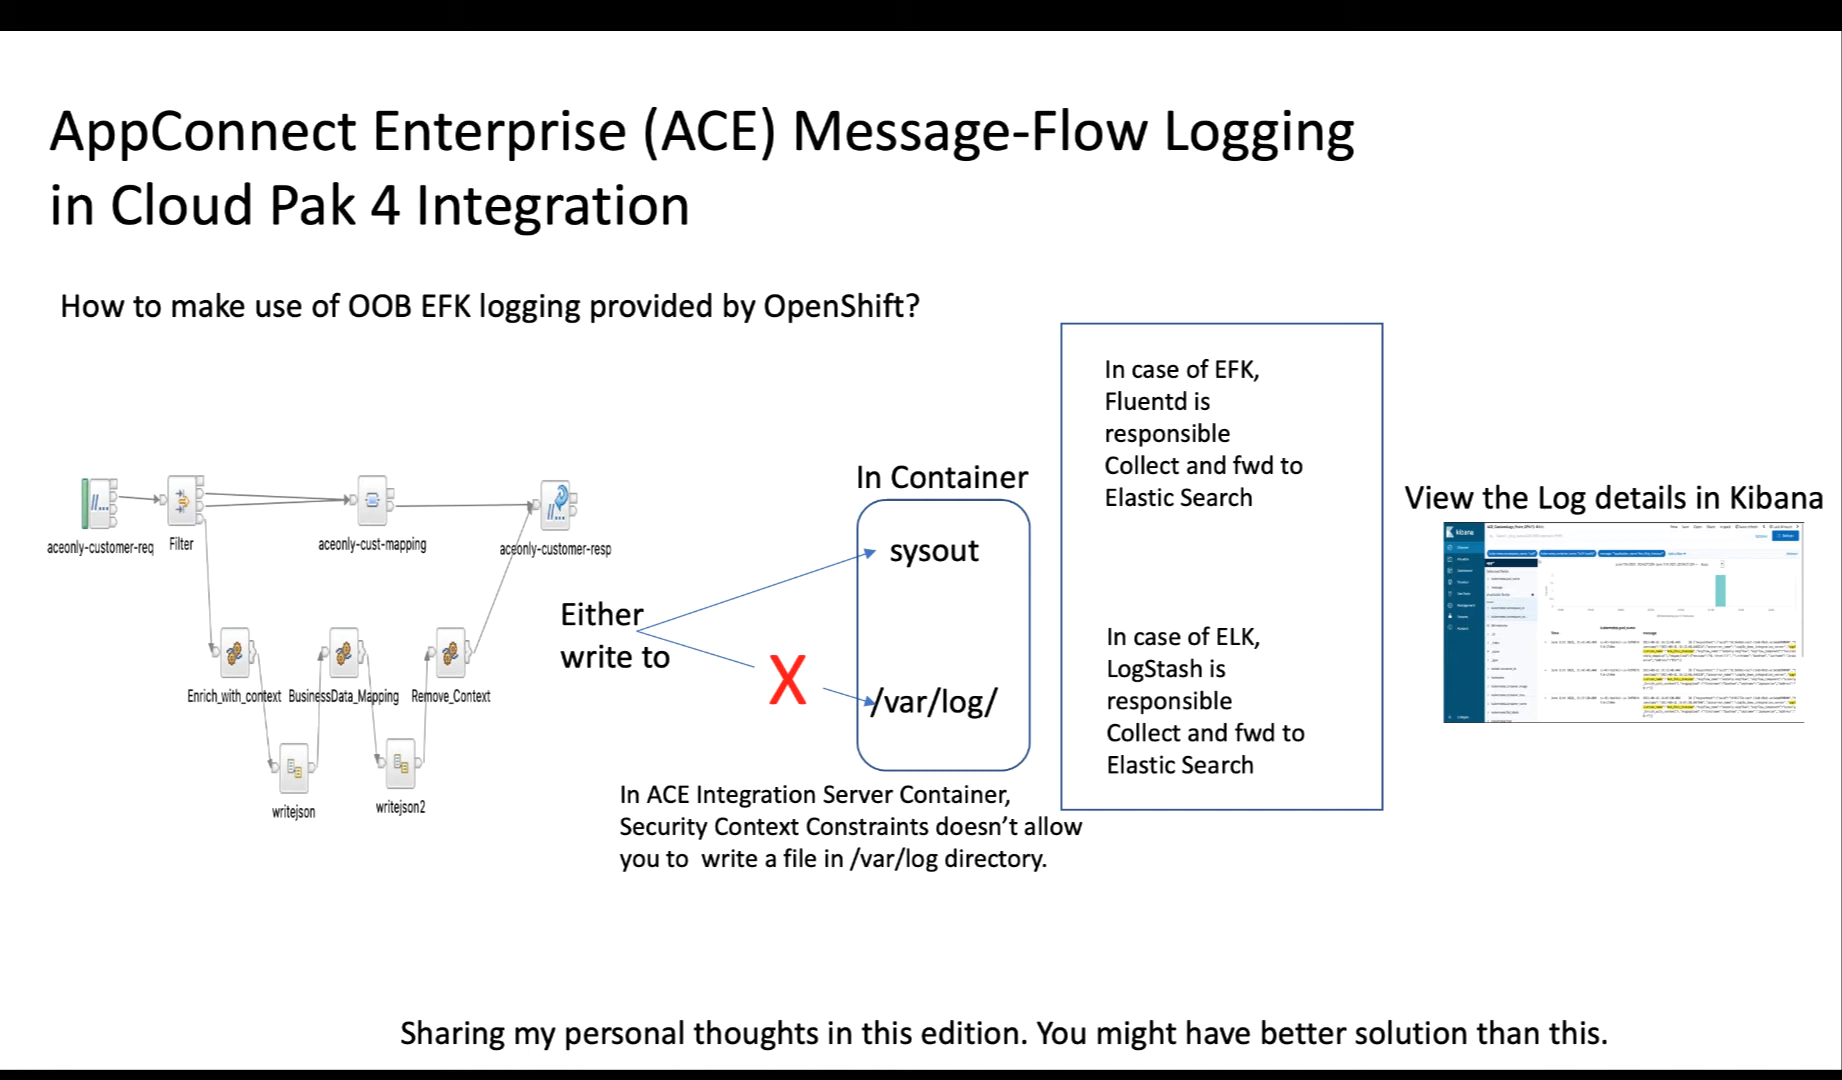 AppConnect Enterprise (ACE) Message-Flow Logging
in Cloud Pak 4 Integration
How to make use of OOB EFK logging provided by OpenShift?
aceonly-customer-req
Filter
aceonly-cust-mapping
aceonly-customer-resp
Enrich_with_context
BusinessData_Mapping
Remove_Context
writejson
writejson2
Either
write to
X
In Container
sysout
/var/log/
In ACE Integration Server Container,
Security Context Constraints doesn’t allow
you to  write a file in /var/log directory.
In case of EFK,
Fluentd is
responsible
Collect and fwd to
Elastic Search
In case of ELK,
LogStash is
responsible
Collect and fwd to
Elastic Search
View the Log details in Kibana
kibana
Sharing my personal thoughts in this edition. You might have better solution than this.